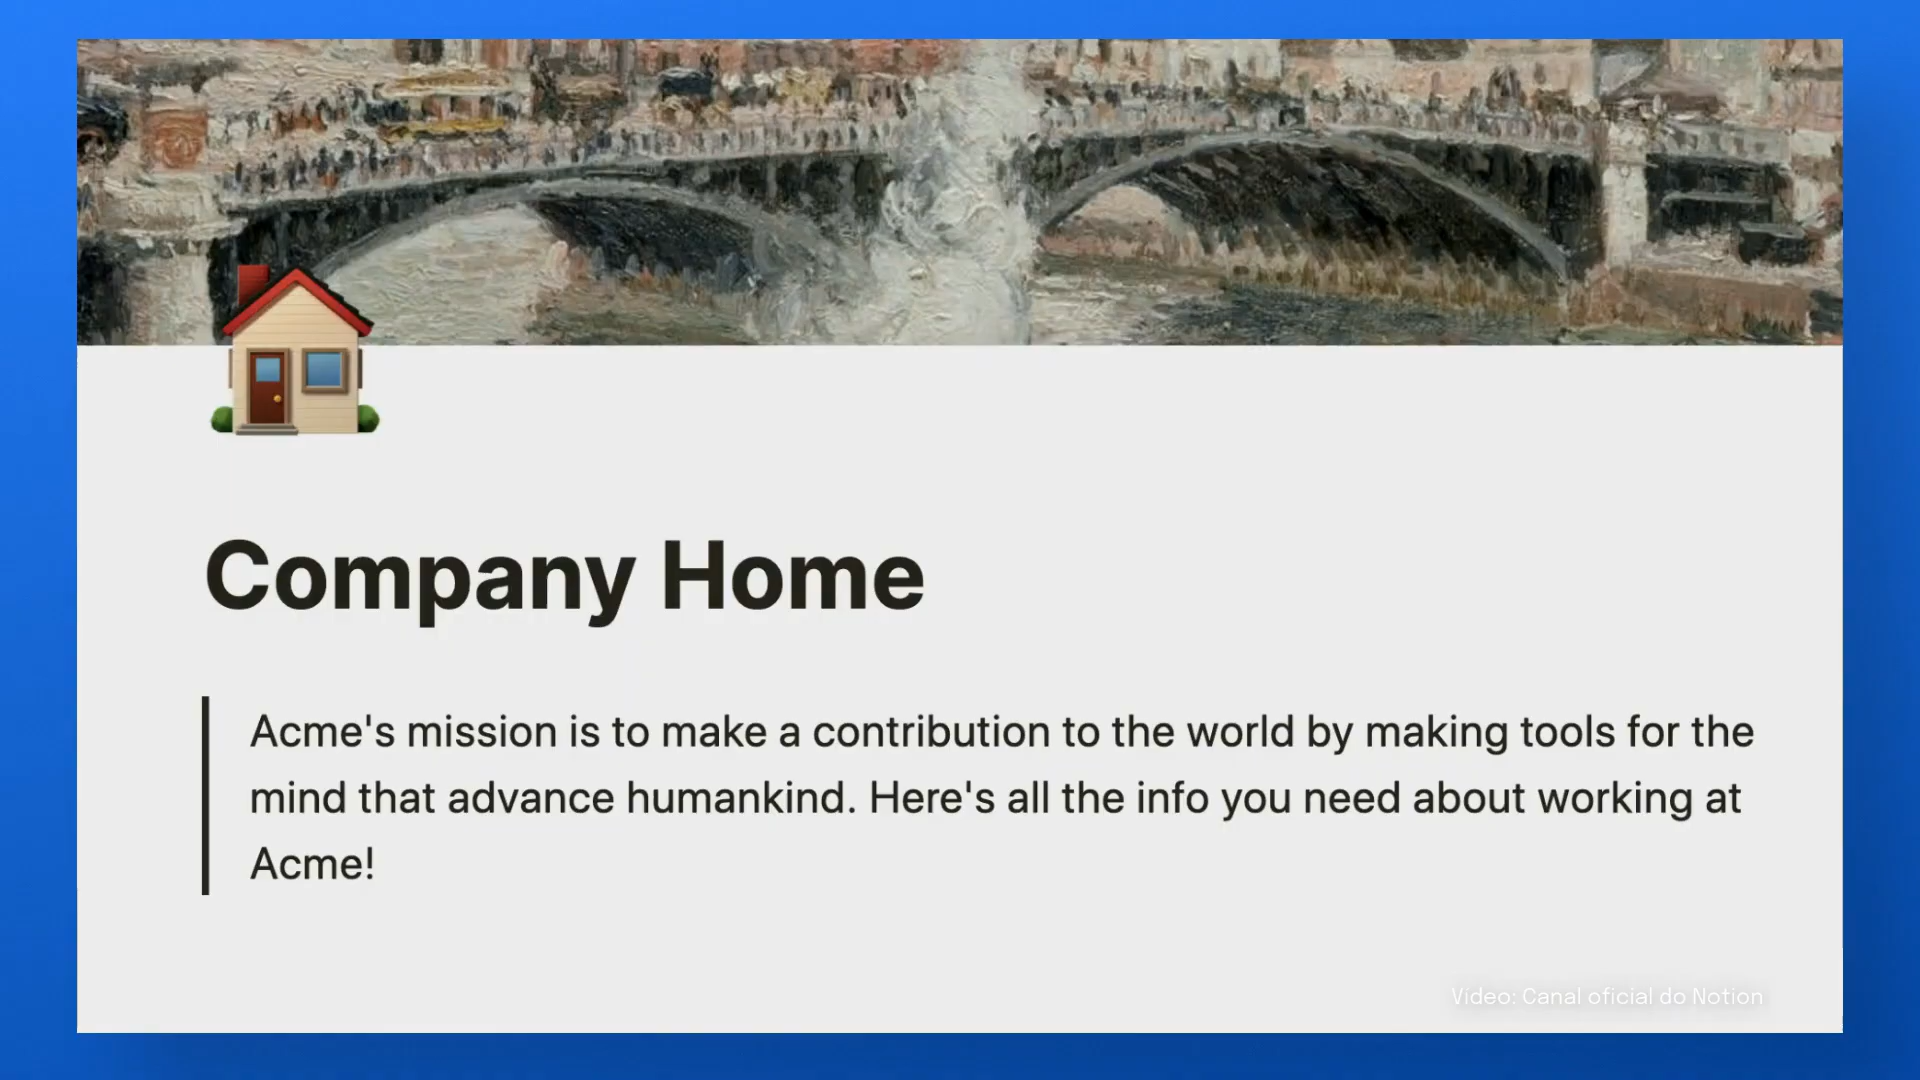 Company Home
Acme's mission is to make a contribution to the world by making tools for the
mind that advance humankind. Here's all the info you need about working at
Acme!
Vídeo: Canal oficial do Notion